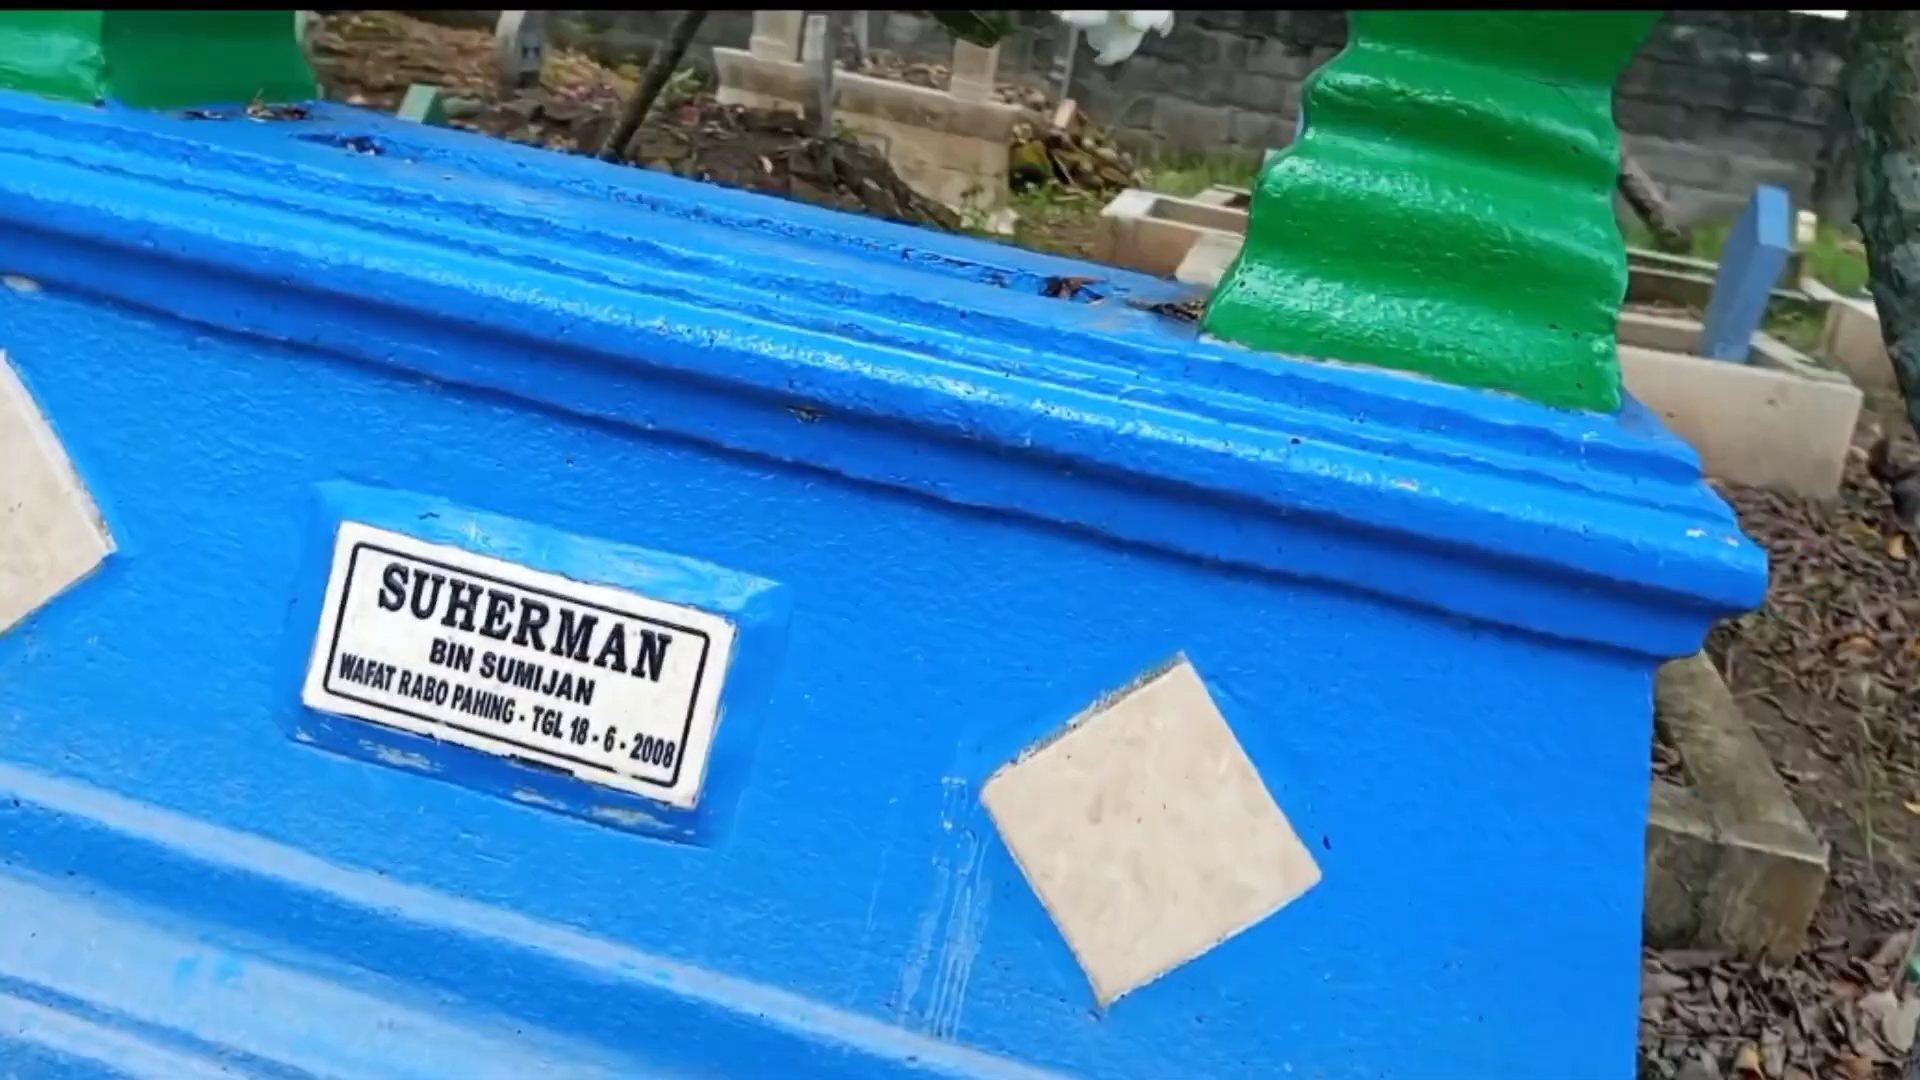 SUHERMAN
BIN SUMIJAN
WAFAT RABO PAHING - TGL 18 - 6 - 2008